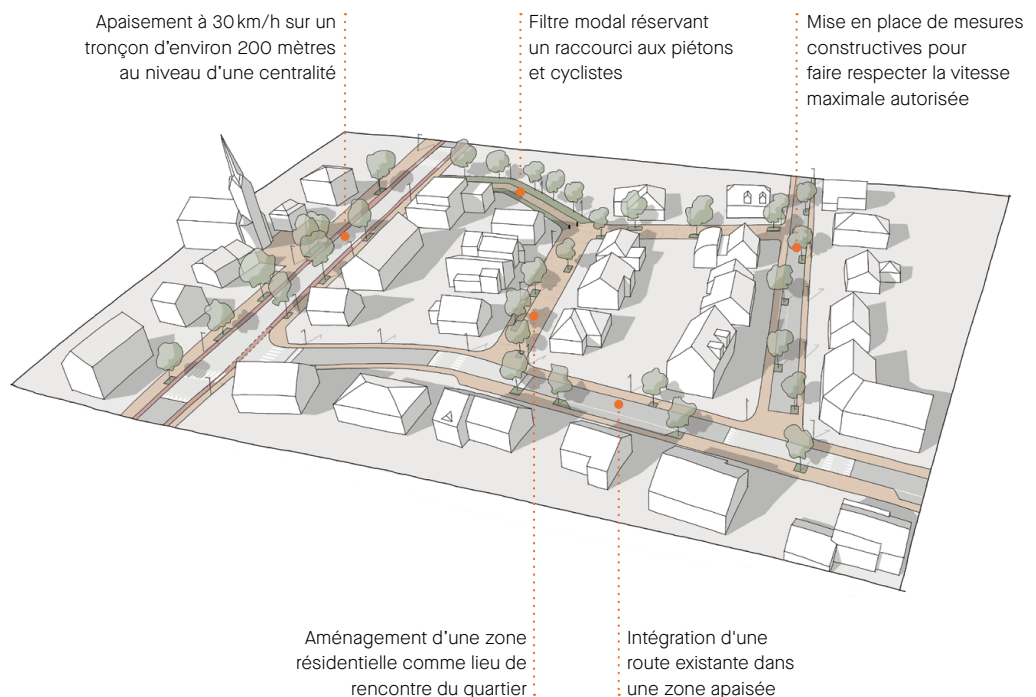 Apaisement à 30 km/h sur un
tronçon d'environ 200 mètres
au niveau d'une centralité
Filtre modal réservant
un raccourci aux piétons
et cyclistes
Mise en place de mesures
constructives pour
faire respecter la vitesse
maximale autorisée
Aménagement d'une zone
résidentielle comme lieu de
rencontre du quartier
Intégration d'une
route existante dans
une zone apaisée